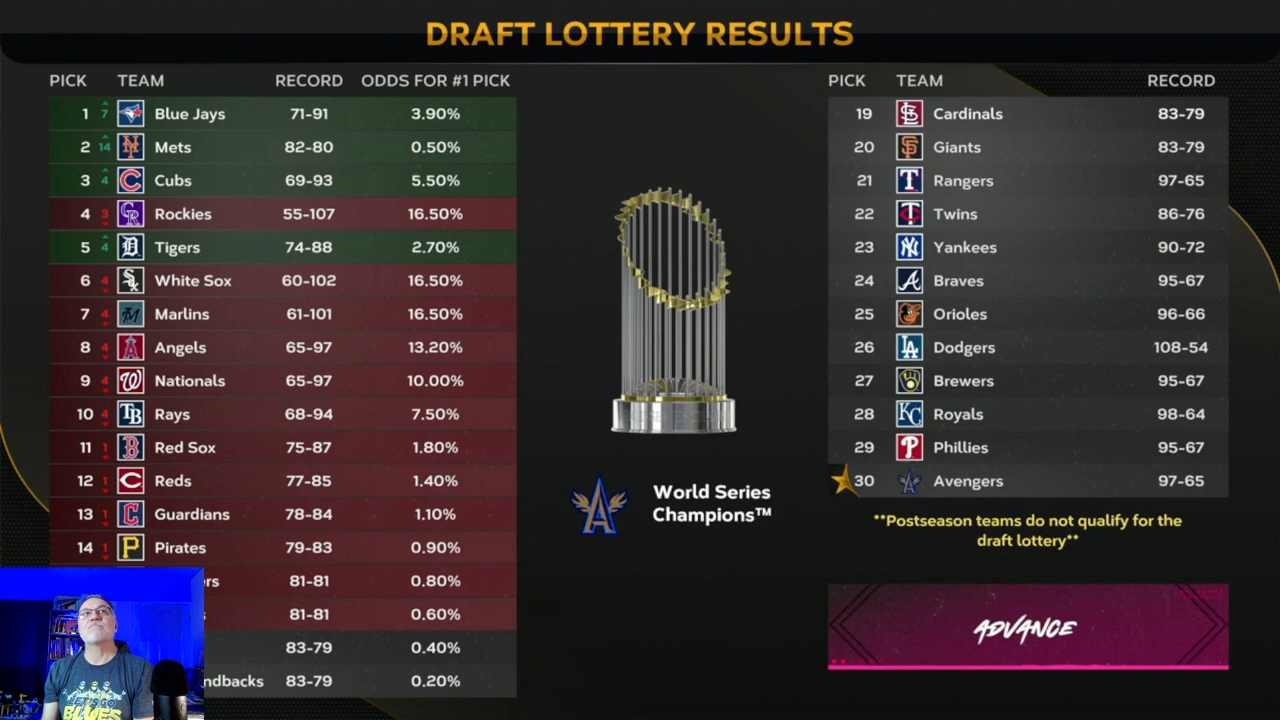 DRAFT LOTTERY RESULTS
PICK TEAM RECORD ODDS FOR #1 PICK
1 7 Blue Jays 71-91 3.90%
2 14 Mets 82-80 0.50%
3 4 Cubs 69-93 5.50%
4 3 Rockies 55-107 16.50%
5 4 Tigers 74-88 2.70%
6 4 White Sox 60-102 16.50%
7 4 Marlins 61-101 16.50%
8 4 Angels 65-97 13.20%
9 4 Nationals 65-97 10.00%
10 4 Rays 68-94 7.50%
11 1 Red Sox 75-87 1.80%
12 1 Reds 77-85 1.40%
13 1 Guardians 78-84 1.10%
14 1 Pirates 79-83 0.90%
rs 81-81 0.80%
s 81-81 0.60%
83-79 0.40%
ndbacks 83-79 0.20%
World Series
Champions™
PICK TEAM RECORD
19 Cardinals 83-79
20 Giants 83-79
21 Rangers 97-65
22 Twins 86-76
23 Yankees 90-72
24 Braves 95-67
25 Orioles 96-66
26 Dodgers 108-54
27 Brewers 95-67
28 Royals 98-64
29 Phillies 95-67
30 Avengers 97-65
**Postseason teams do not qualify for the
draft lottery**
ADVANCE
LET'S GO
BLUES